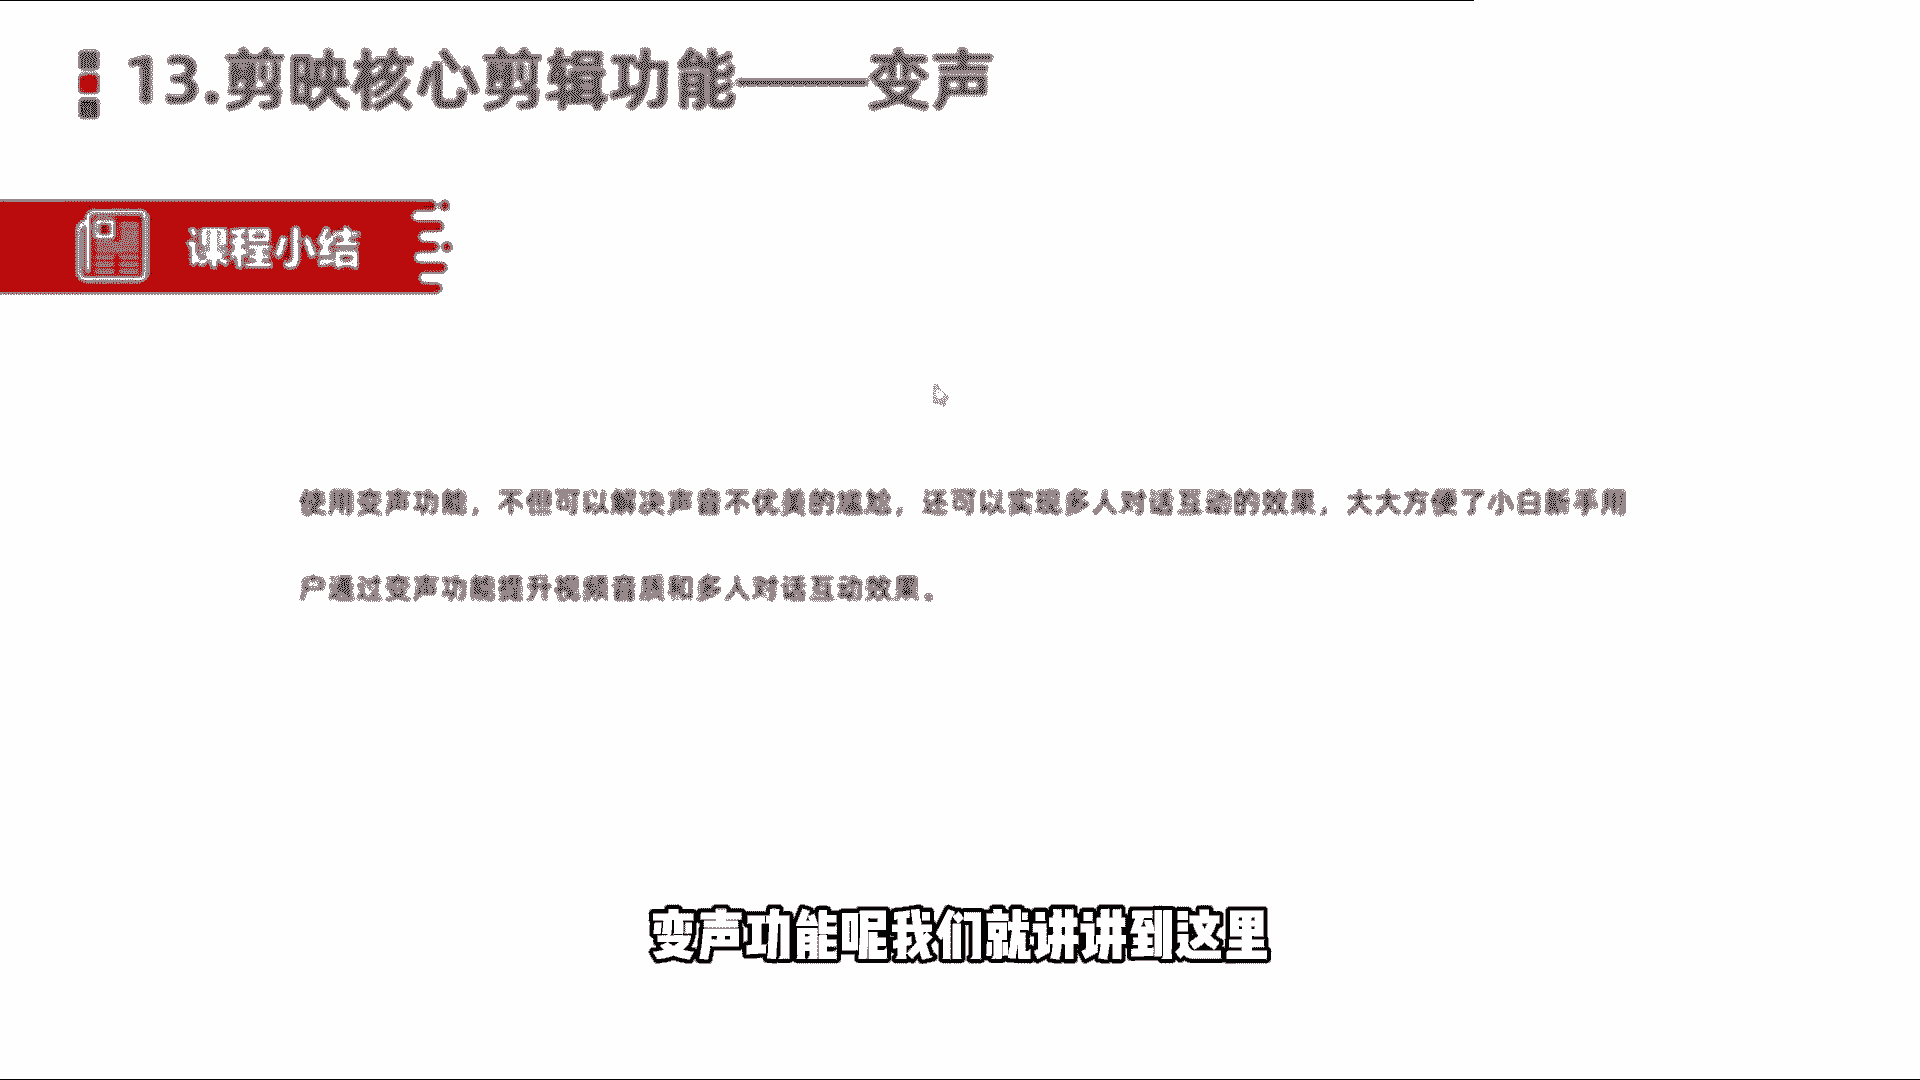 13.剪映核心剪辑功能——变声
课程小结
使用变声功能，不但可以解决声音不优美的尴尬，还可以实现多人对话互动的效果，大大方便了小白新手用
户通过变声功能提升视频音质和多人对话互动效果。
变声功能呢我们就讲讲到这里